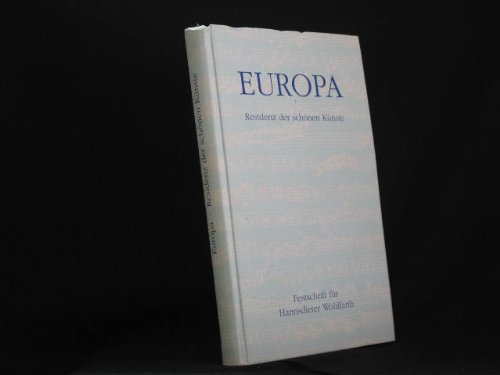 EUROPA
Residenz der schönen Künste
Festschrift für
Hannsdieter Wohlfarth
Europa · Residenz der schönen Künste